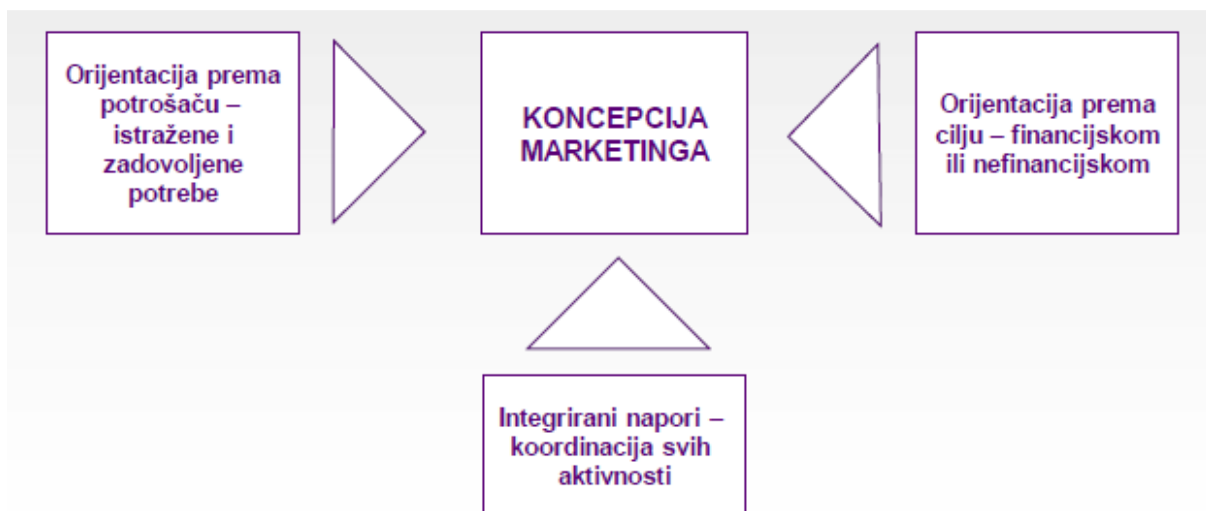 Orijentacija prema
potrošaču –
istražene i
zadovoljene
potrebe
KONCEPCIJA
MARKETINGA
Orijentacija prema
cilju – financijskom
ili nefinancijskom
Integrirani napori –
koordinacija svih
aktivnosti